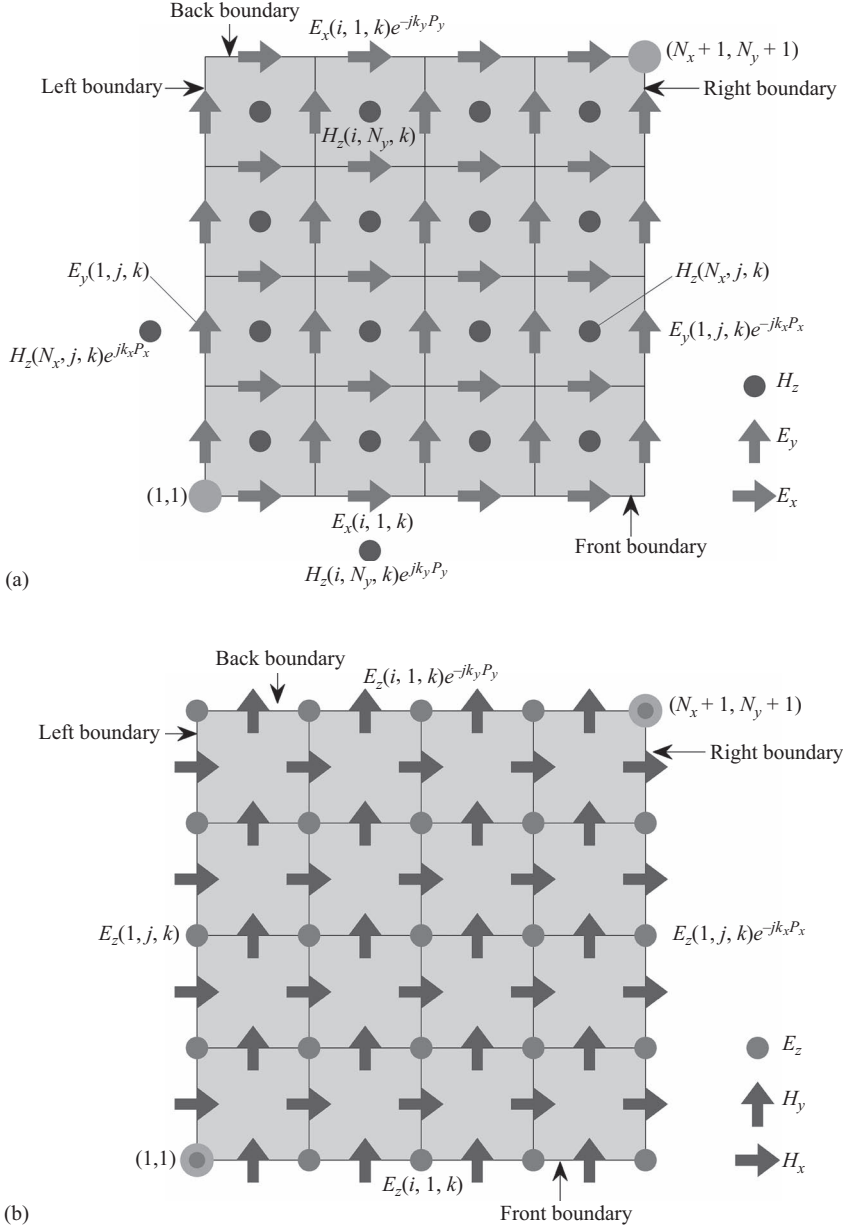 Back boundary
E_x(i, 1, k)e^{–jk_yP_y}
(N_x + 1, N_y + 1)
Left boundary
Right boundary
H_z(i, N_y, k)
E_y(1, j, k)
H_z(N_x, j, k)
H_z(N_x, j, k)e^{jk_xP_x}
E_y(1, j, k)e^{–jk_xP_x}
H_z
E_y
(1,1)
E_x
E_x(i, 1, k)
Front boundary
H_z(i, N_y, k)e^{jk_yP_y}
(a)
Back boundary
E_z(i, 1, k)e^{–jk_yP_y}
(N_x + 1, N_y + 1)
Left boundary
Right boundary
E_z(1, j, k)
E_z(1, j, k)e^{–jk_xP_x}
E_z
H_y
(1,1)
H_x
E_z(i, 1, k)
Front boundary
(b)